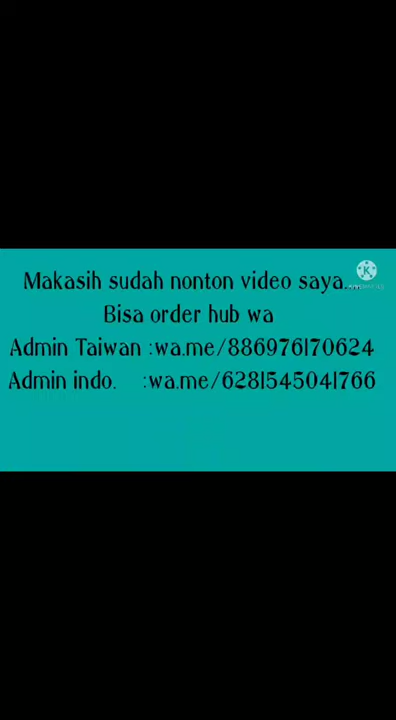 Makasih sudah nonton video saya....
Bisa order hub wa
Admin Taiwan :wa.me/886976170624
Admin indo. :wa.me/6281545041766